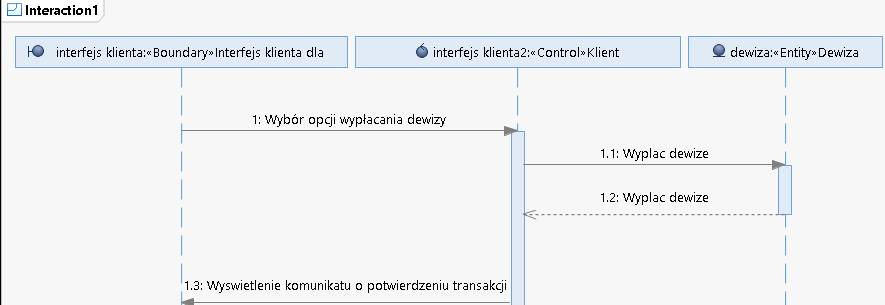 Interaction1
interfejs klienta:«Boundary»Interfejs klienta dla
interfejs klienta2:«Control»Klient
dewiza:«Entity»Dewiza
1: Wybór opcji wypłacania dewizy
1.1: Wyplac dewize
1.2: Wyplac dewize
1.3: Wyswietlenie komunikatu o potwierdzeniu transakcji